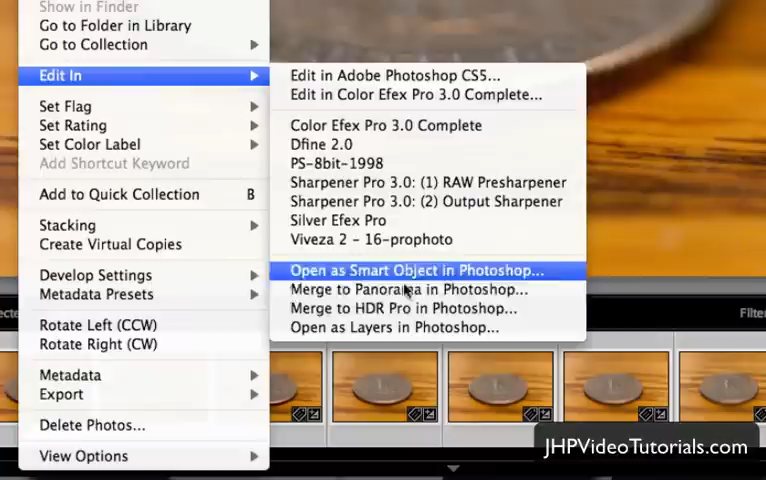 Show in Finder
Go to Folder in Library
Go to Collection
Edit In
Set Flag
Set Rating
Set Color Label
Add Shortcut Keyword
Add to Quick Collection B
Stacking
Create Virtual Copies
Develop Settings
Metadata Presets
Rotate Left (CCW)
Rotate Right (CW)
Metadata
Export
Delete Photos...
View Options
Edit in Adobe Photoshop CS5...
Edit in Color Efex Pro 3.0 Complete...
Color Efex Pro 3.0 Complete
Dfine 2.0
PS-8bit-1998
Sharpener Pro 3.0: (1) RAW Presharpener
Sharpener Pro 3.0: (2) Output Sharpener
Silver Efex Pro
Viveza 2 - 16-prophoto
Open as Smart Object in Photoshop...
Merge to Panorama in Photoshop...
Merge to HDR Pro in Photoshop...
Open as Layers in Photoshop...
Filter
JHPVideoTutorials.com